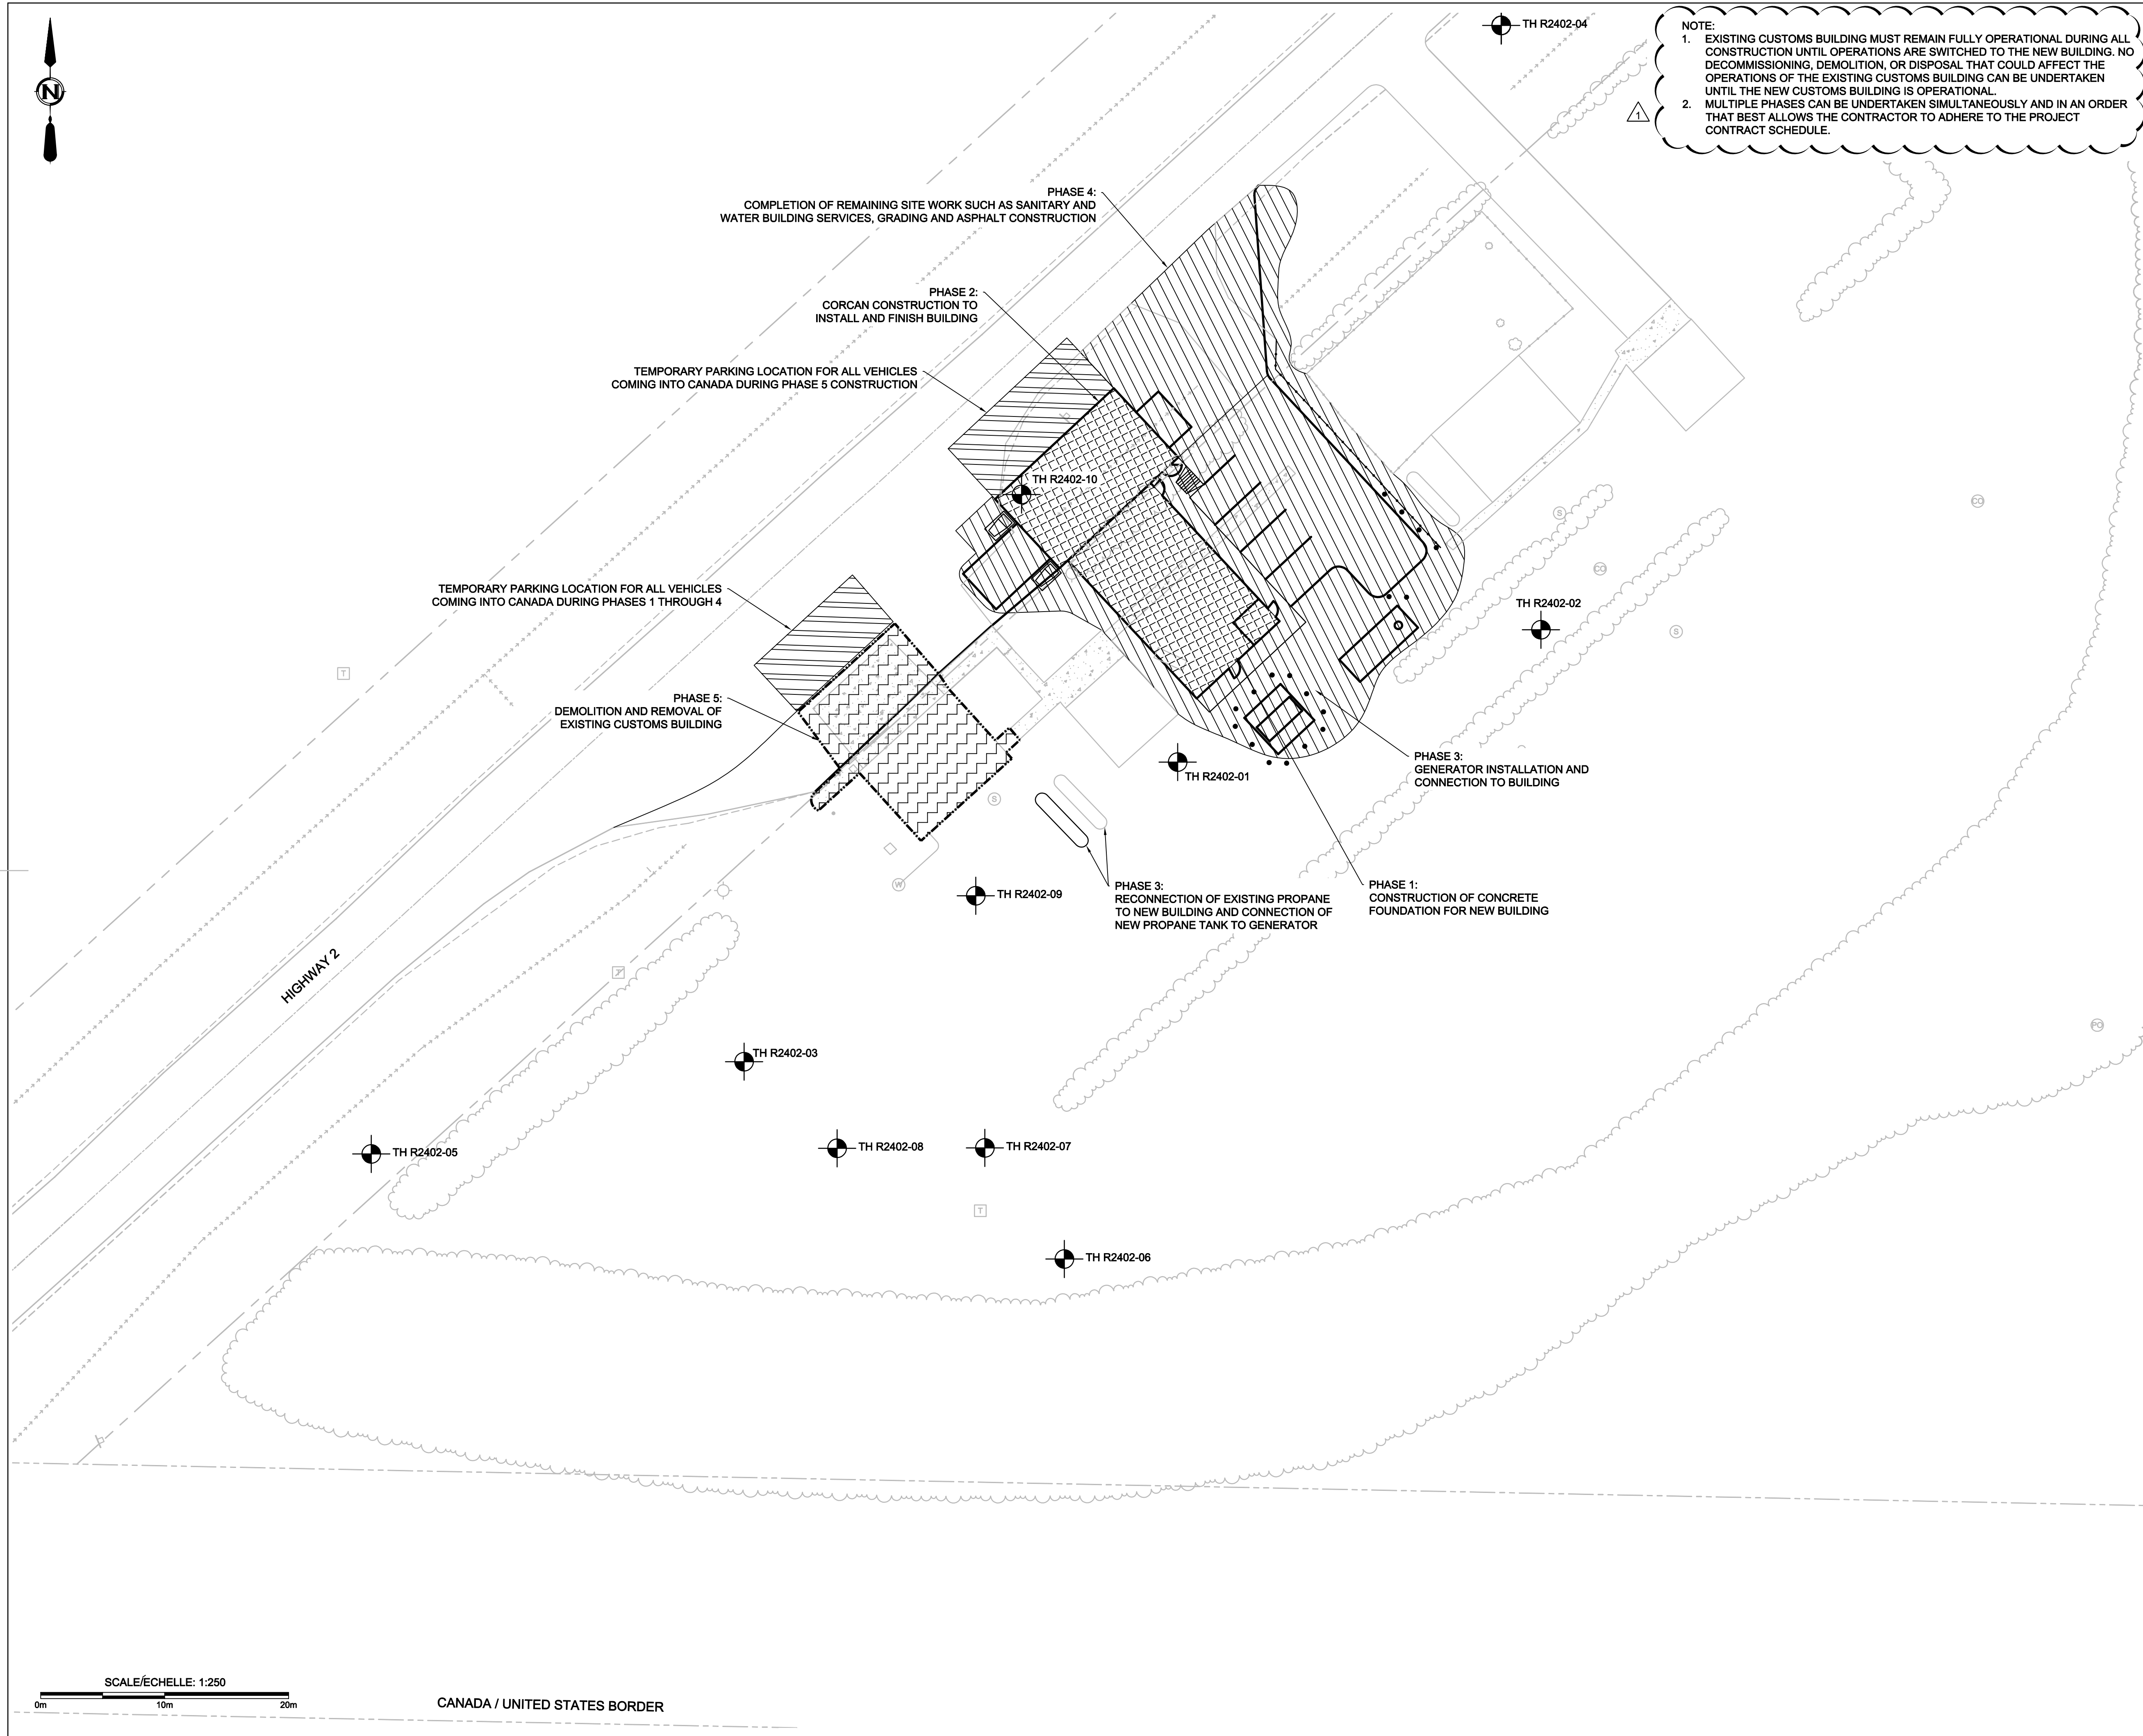 N
TH R2402-04
NOTE:
1. EXISTING CUSTOMS BUILDING MUST REMAIN FULLY OPERATIONAL DURING ALL
CONSTRUCTION UNTIL OPERATIONS ARE SWITCHED TO THE NEW BUILDING. NO
DECOMMISSIONING, DEMOLITION, OR DISPOSAL THAT COULD AFFECT THE
OPERATIONS OF THE EXISTING CUSTOMS BUILDING CAN BE UNDERTAKEN
UNTIL THE NEW CUSTOMS BUILDING IS OPERATIONAL.
2. MULTIPLE PHASES CAN BE UNDERTAKEN SIMULTANEOUSLY AND IN AN ORDER
THAT BEST ALLOWS THE CONTRACTOR TO ADHERE TO THE PROJECT
CONTRACT SCHEDULE.
1
PHASE 4:
COMPLETION OF REMAINING SITE WORK SUCH AS SANITARY AND
WATER BUILDING SERVICES, GRADING AND ASPHALT CONSTRUCTION
PHASE 2:
CORCAN CONSTRUCTION TO
INSTALL AND FINISH BUILDING
TEMPORARY PARKING LOCATION FOR ALL VEHICLES
COMING INTO CANADA DURING PHASE 5 CONSTRUCTION
TH R2402-10
CO
S
CO
TEMPORARY PARKING LOCATION FOR ALL VEHICLES
COMING INTO CANADA DURING PHASES 1 THROUGH 4
TH R2402-02
S
T
PHASE 5:
DEMOLITION AND REMOVAL OF
EXISTING CUSTOMS BUILDING
PHASE 3:
GENERATOR INSTALLATION AND
CONNECTION TO BUILDING
TH R2402-01
S
W
TH R2402-09
PHASE 3:
RECONNECTION OF EXISTING PROPANE
TO NEW BUILDING AND CONNECTION OF
NEW PROPANE TANK TO GENERATOR
PHASE 1:
CONSTRUCTION OF CONCRETE
FOUNDATION FOR NEW BUILDING
HIGHWAY 2
T
PO
TH R2402-03
TH R2402-05
TH R2402-08
TH R2402-07
T
TH R2402-06
SCALE/ÉCHELLE: 1:250
0m 10m 20m
CANADA / UNITED STATES BORDER